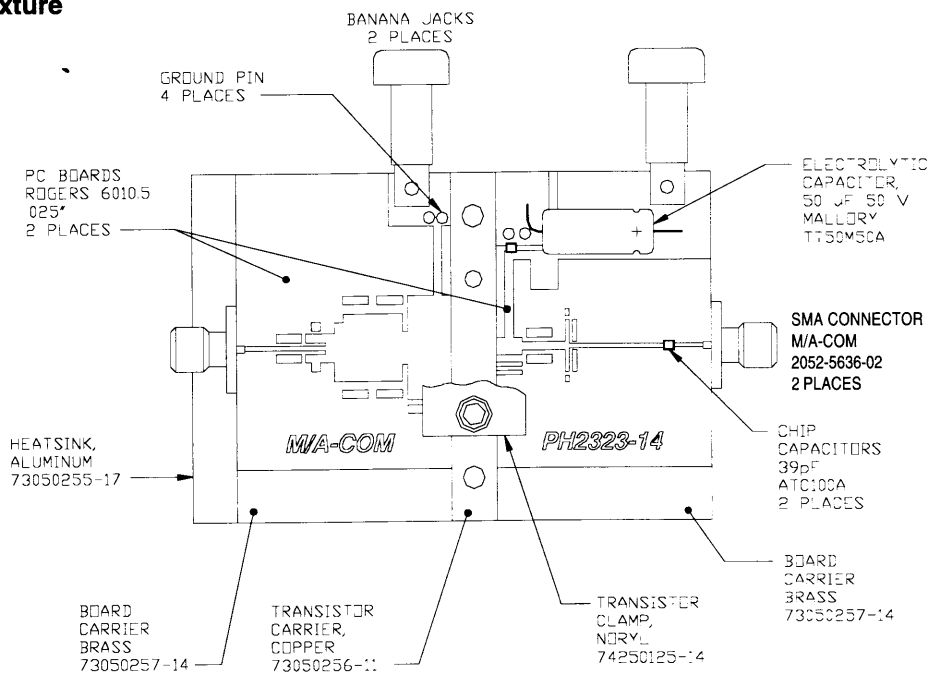 xture
BANANA JACKS
2 PLACES
GROUND PIN
4 PLACES
PC BOARDS
ROGERS 6010.5
025"
2 PLACES
ELECTROLYTIC
CAPACITOR,
50 UF 50 V
MALLORY
TT50M50A
+
SMA CONNECTOR
M/A-COM
2052-5636-02
2 PLACES
HEATSINK,
ALUMINUM
73050255-17
M/A-COM
PH2323-14
CHIP
CAPACITORS
39pF
ATC100A
2 PLACES
BOARD
CARRIER
BRASS
73050257-14
TRANSISTOR
CARRIER,
COPPER
73050256-11
TRANSISTOR
CLAMP,
NORYL
74250125-14
BOARD
CARRIER
BRASS
73050257-14